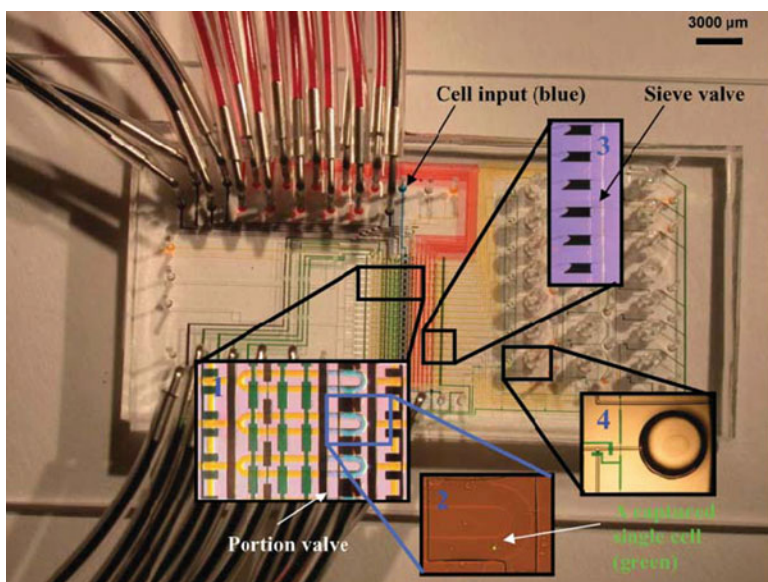 3000 µm
Cell input (blue)
Sieve valve
3
1
4
2
Portion valve
A captured
single cell
(green)